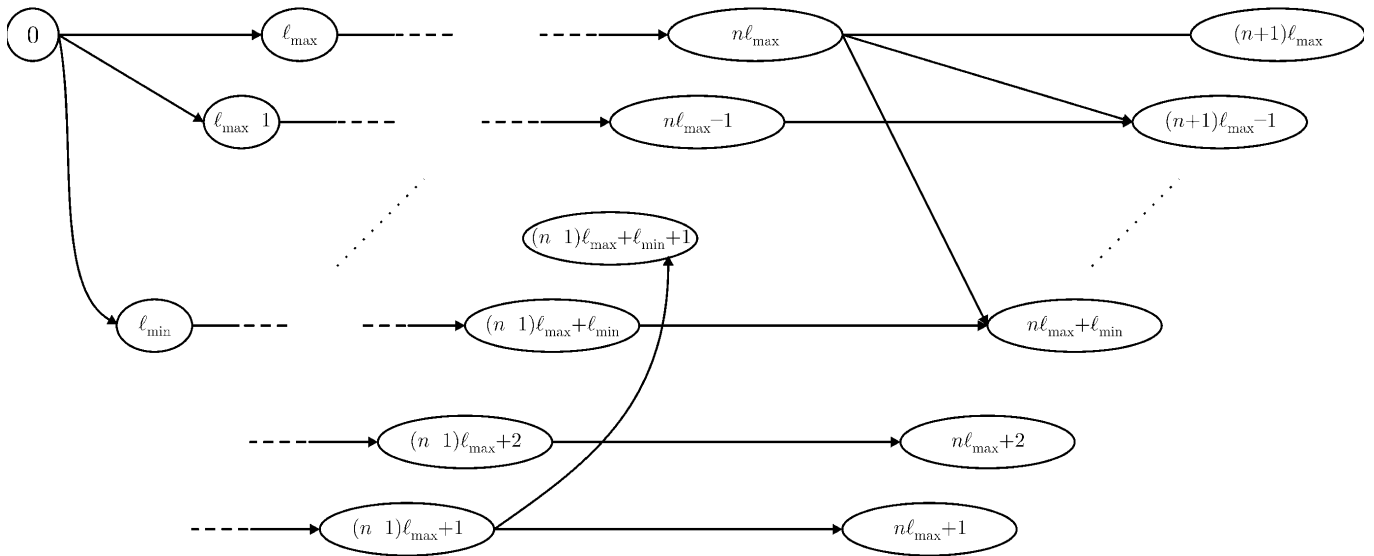 0 ℓmax nℓmax (n+1)ℓmax
ℓmax 1 nℓmax−1 (n+1)ℓmax−1
(n 1)ℓmax+ℓmin+1
ℓmin (n 1)ℓmax+ℓmin nℓmax+ℓmin
(n 1)ℓmax+2 nℓmax+2
(n 1)ℓmax+1 nℓmax+1